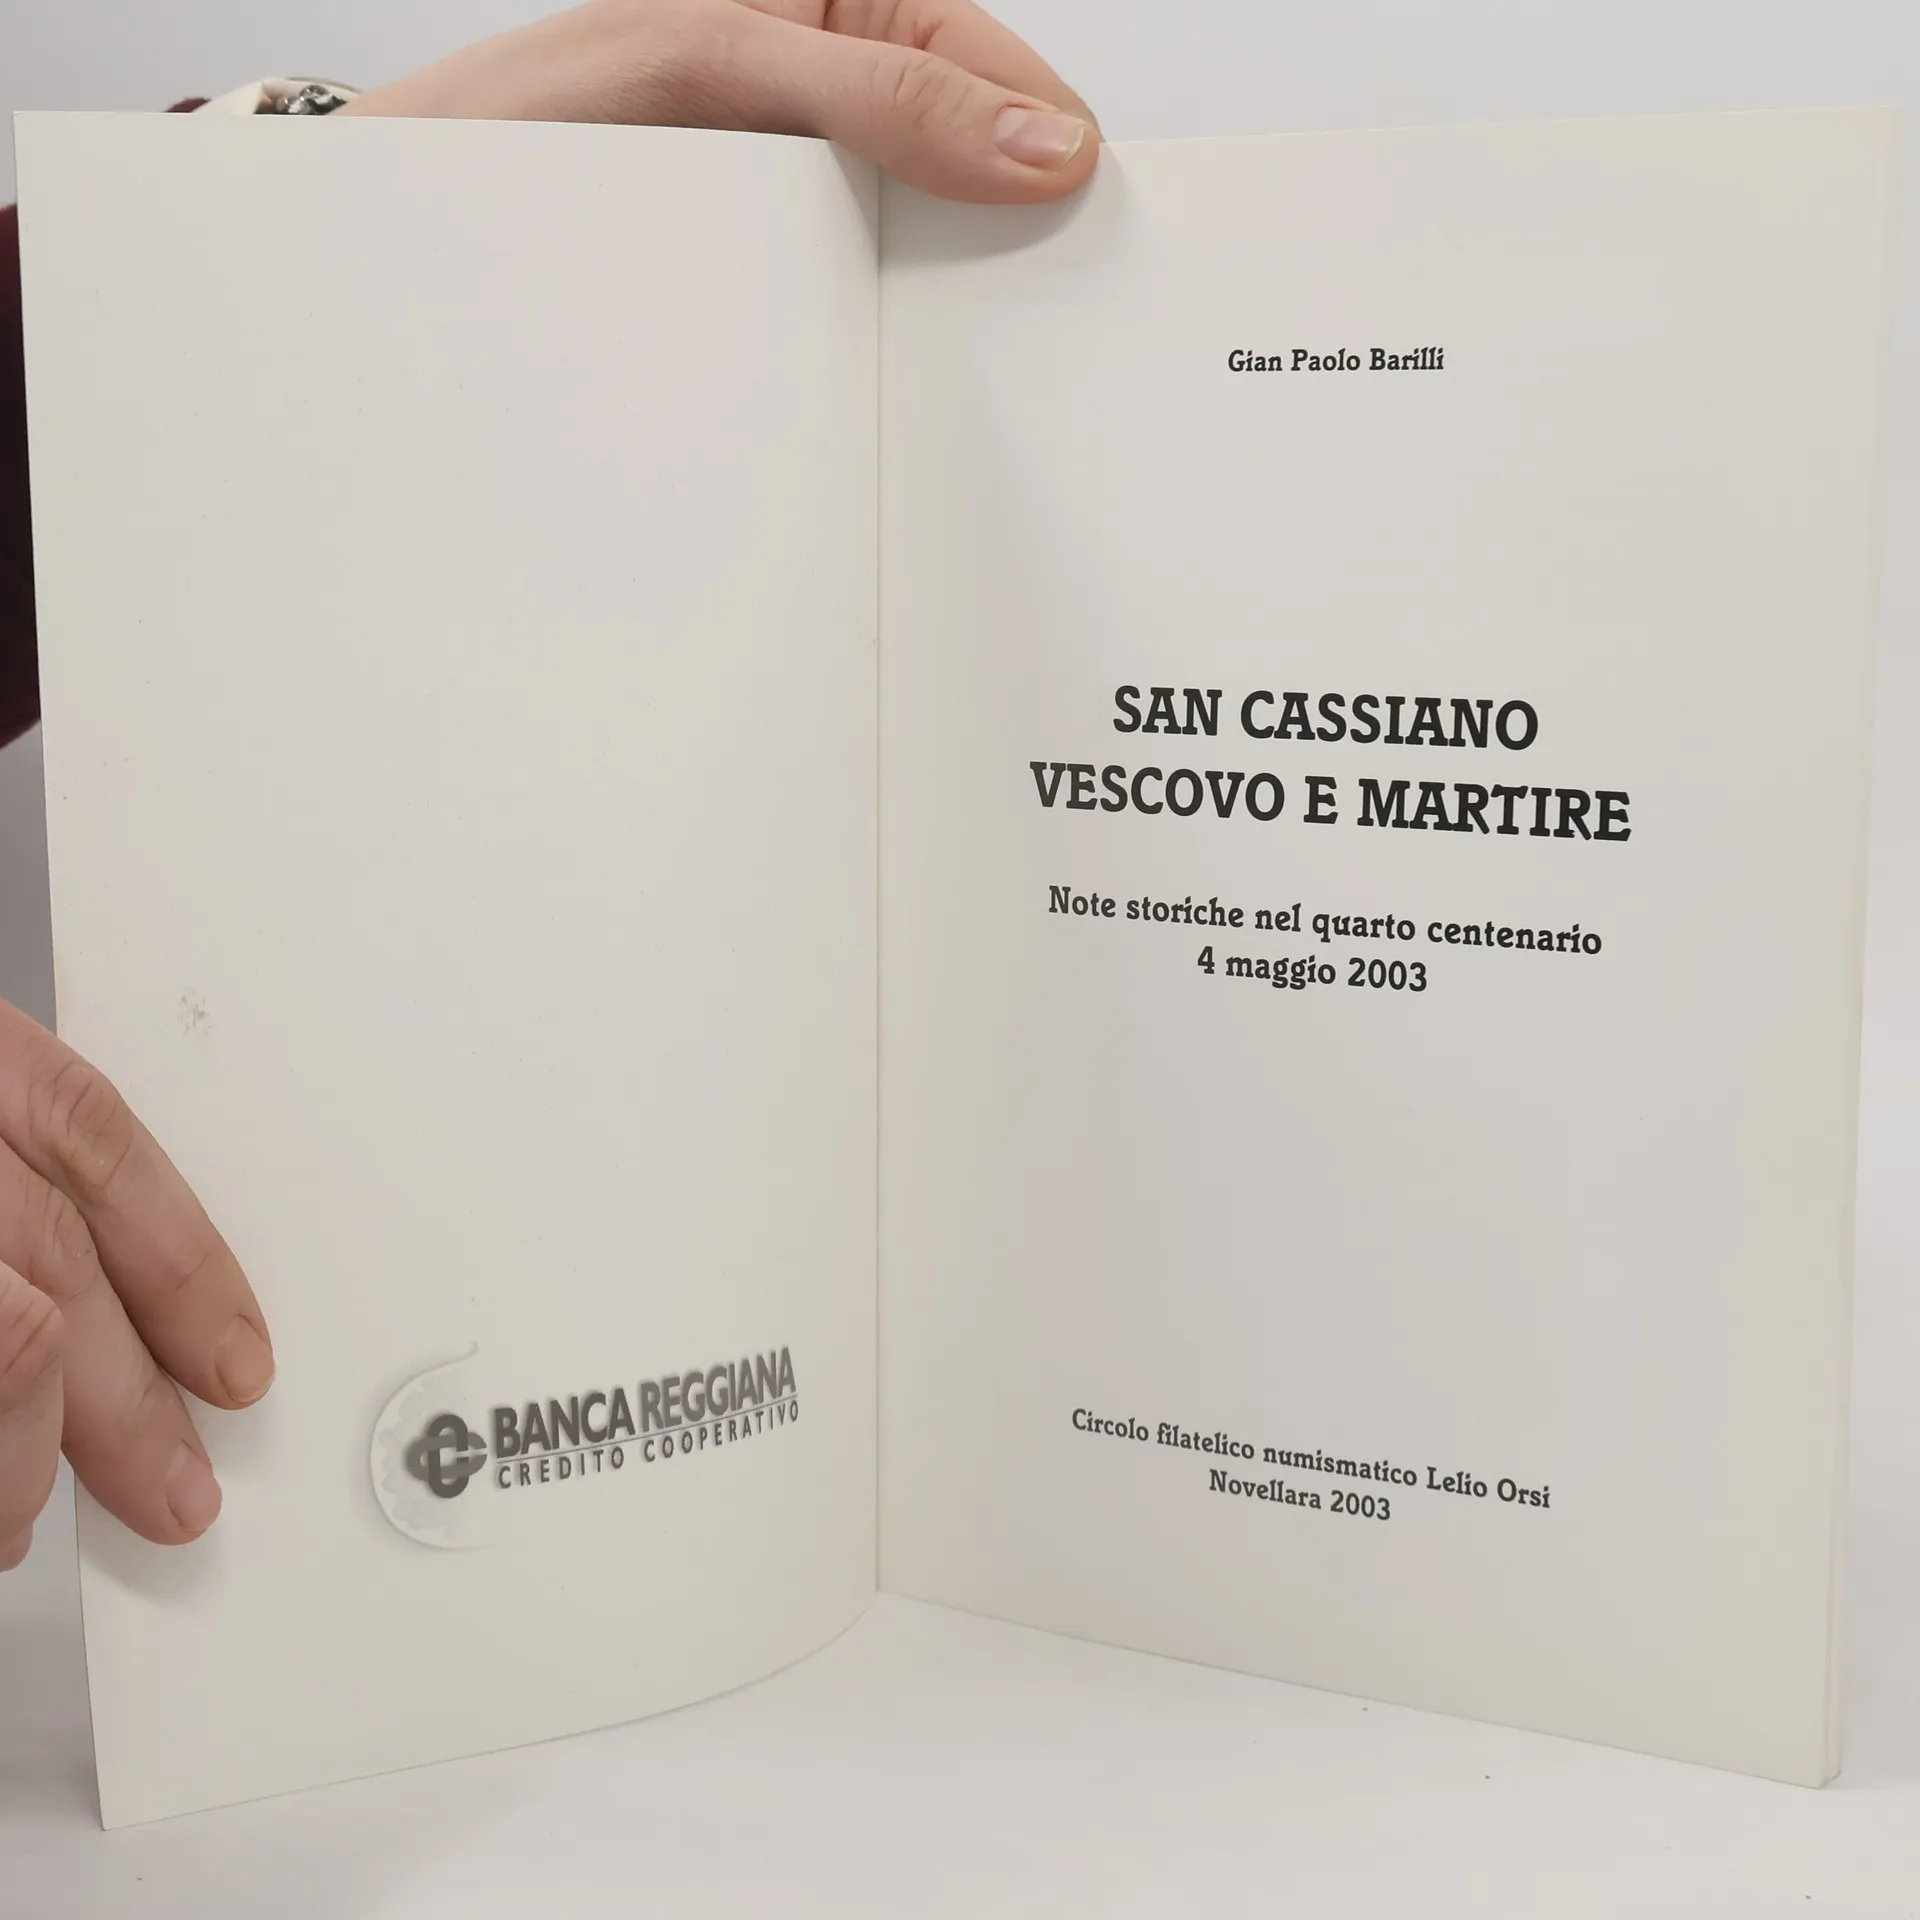 BANCA REGGIANA
CREDITO COOPERATIVO
Gian Paolo Barilli
SAN CASSIANO
VESCOVO E MARTIRE
Note storiche nel quarto centenario
4 maggio 2003
Circolo filatelico numismatico Lelio Orsi
Novellara 2003